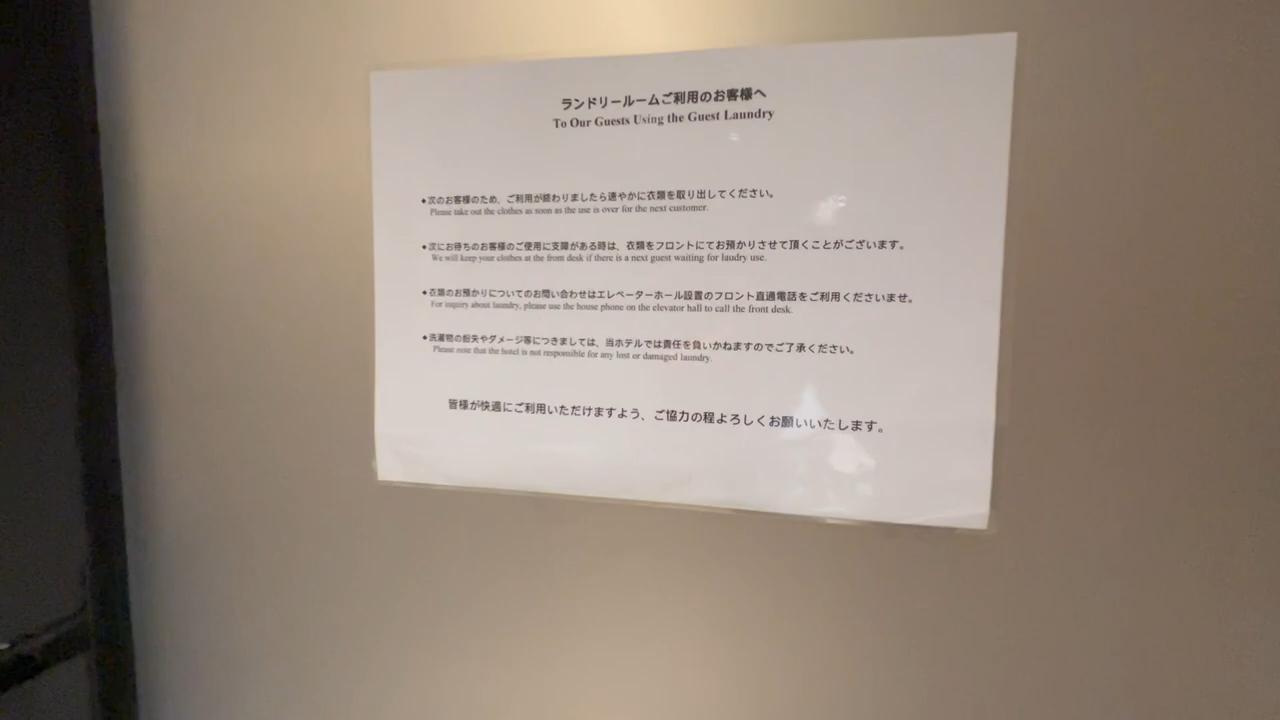 ランドリールームご利用のお客様へ
To Our Guests Using the Guest Laundry
◆次のお客様のため、ご利用が終わりましたら速やかに衣類を取り出してください。
Please take out the clothes as soon as the use is over for the next customer.
◆次にお待ちのお客様のご使用に支障がある時は、衣類をフロントにてお預かりさせて頂くことがございます。
We will keep your clothes at the front desk if there is a next guest waiting for laudry use.
◆衣類のお預かりについてのお問い合わせはエレベーターホール設置のフロント直通電話をご利用くださいませ。
For inquiry about laundry, please use the house phone on the elevator hall to call the front desk.
◆洗濯物の紛失やダメージ等につきましては、当ホテルでは責任を負いかねますのでご了承ください。
Please note that the hotel is not responsible for any lost or damaged laundry.
皆様が快適にご利用いただけますよう、ご協力の程よろしくお願いいたします。